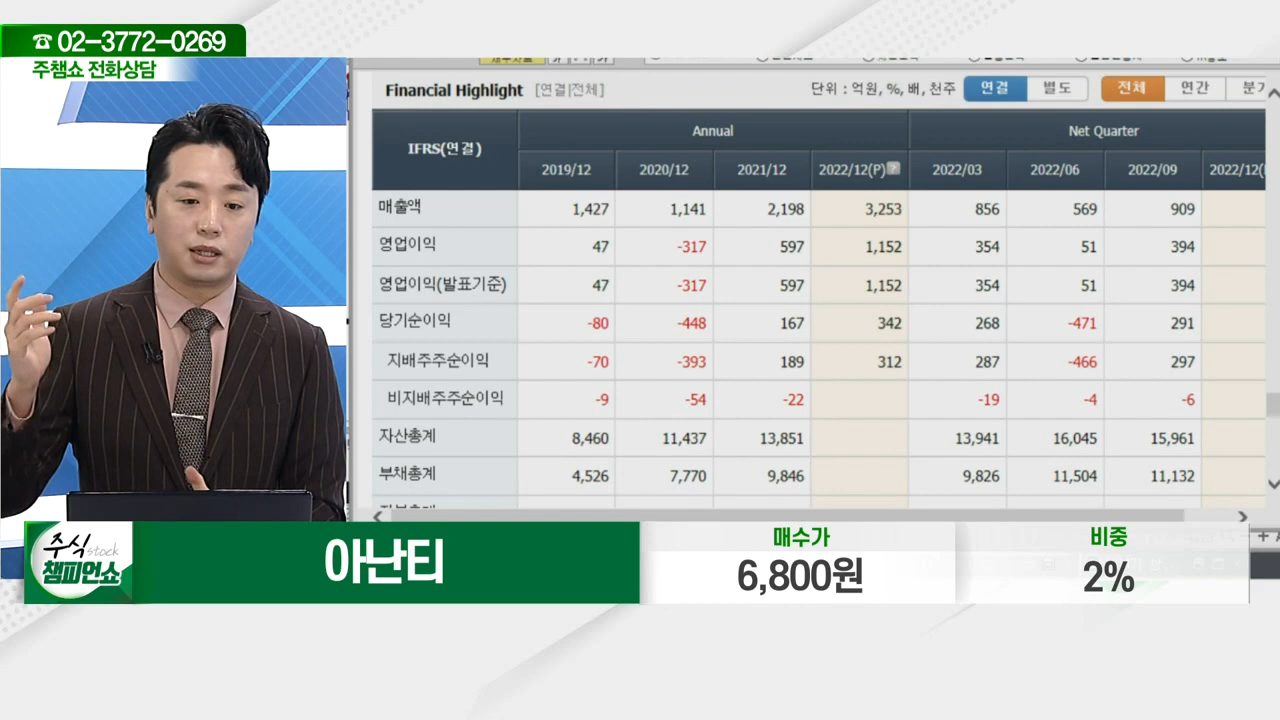 ☎ 02-3772-0269
주챔쇼 전화상담
Financial Highlight [연결|전체] 단위 : 억원, %, 배, 천주 연결 별도 전체 연간 분기
IFRS(연결) Annual Net Quarter
2019/12 2020/12 2021/12 2022/12(P) 2022/03 2022/06 2022/09 2022/12(
매출액 1,427 1,141 2,198 3,253 856 569 909
영업이익 47 -317 597 1,152 354 51 394
영업이익(발표기준) 47 -317 597 1,152 354 51 394
당기순이익 -80 -448 167 342 268 -471 291
지배주주순이익 -70 -393 189 312 287 -466 297
비지배주주순이익 -9 -54 -22 -19 -4 -6
자산총계 8,460 11,437 13,851 13,941 16,045 15,961
부채총계 4,526 7,770 9,846 9,826 11,504 11,132
주식 stock
챔피언쇼
아난티
매수가
6,800원
비중
2%